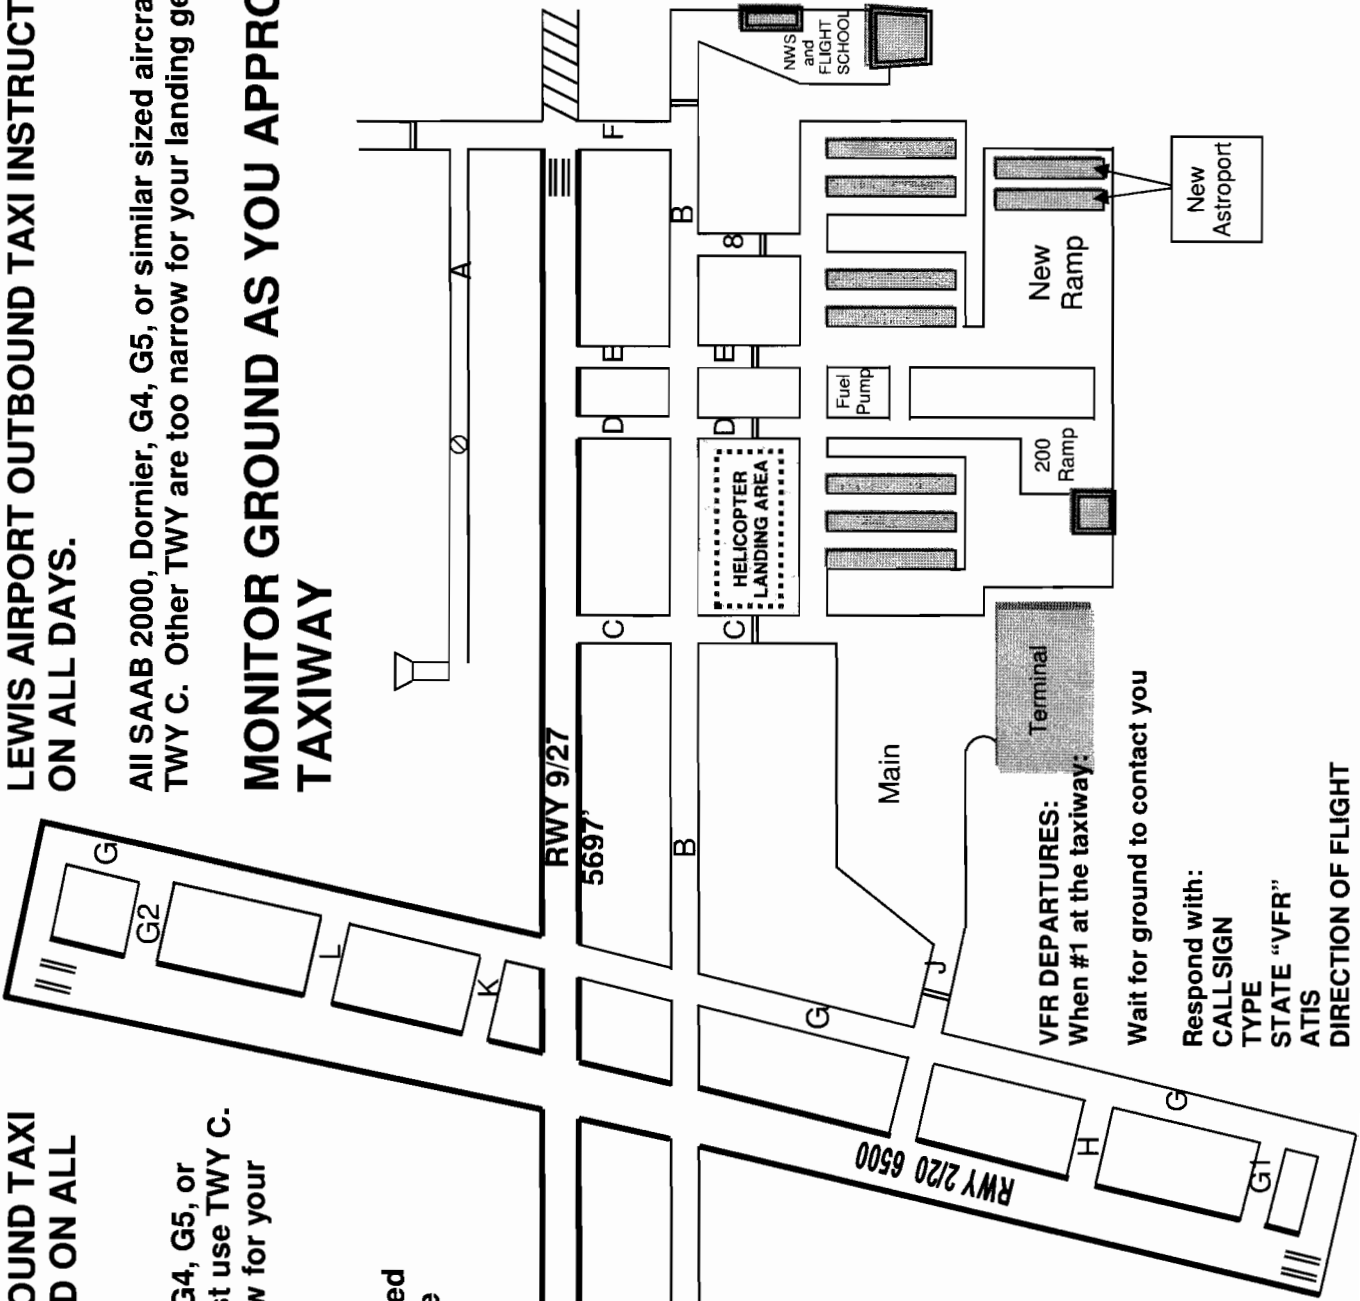 LEWIS AIRPORT OUTBOUND TAXI INSTRUCT
ON ALL DAYS.
All SAAB 2000, Dornier, G4, G5, or similar sized aircra
TWY C. Other TWY are too narrow for your landing ge
MONITOR GROUND AS YOU APPRO
TAXIWAY
OUND TAXI
D ON ALL
G4, G5, or
st use TWY C.
w for your
ed
e
A
RWY 9/27
5697'
F
E
D
C
B
B
8
E
D
C
NWS
and
FLIGHT
SCHOOL
HELICOPTER
LANDING AREA
Fuel
Pump
New
Ramp
200
Ramp
New
Astroport
Terminal
Main
G
G2
L
K
G
J
H
G
G1
RWY 2/20 6500
VFR DEPARTURES:
When #1 at the taxiway:
Wait for ground to contact you
Respond with:
CALLSIGN
TYPE
STATE “VFR”
ATIS
DIRECTION OF FLIGHT